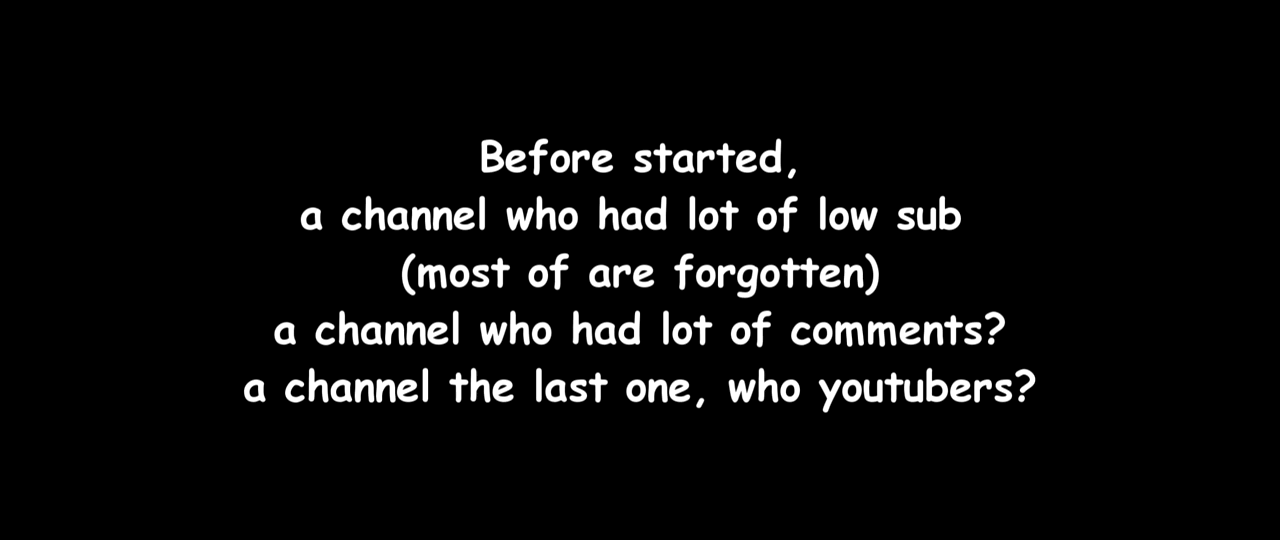 Before started,
a channel who had lot of low sub
(most of are forgotten)
a channel who had lot of comments?
a channel the last one, who youtubers?